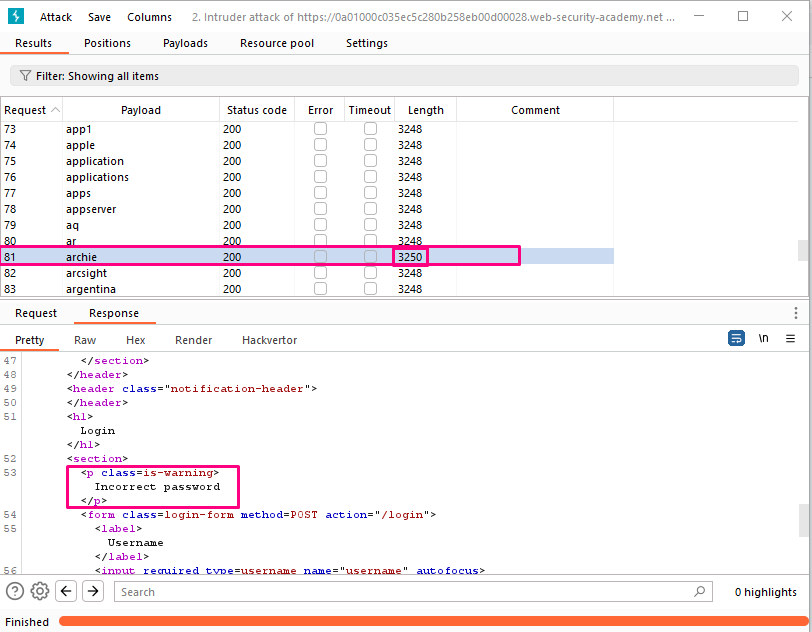 Attack Save Columns 2. Intruder attack of https://0a01000c035ec5c280b258eb00d00028.web-security-academy.net ...
Results Positions Payloads Resource pool Settings
Filter: Showing all items
Request Payload Status code Error Timeout Length Comment
73 app1 200 3248
74 apple 200 3248
75 application 200 3248
76 applications 200 3248
77 apps 200 3248
78 appserver 200 3248
79 aq 200 3248
80 ar 200 3248
81 archie 200 3250
82 arcsight 200 3248
83 argentina 200 3248
Request Response
Pretty Raw Hex Render Hackvertor \n
47 </section>
48 </header>
49 <header class="notification-header">
50 </header>
51 <h1>
Login
</h1>
52 <section>
53 <p class=is-warning>
Incorrect password
</p>
54 <form class=login-form method=POST action="/login">
55 <label>
Username
</label>
56 <input required type=username name="username" autofocus>
? Search 0 highlights
Finished